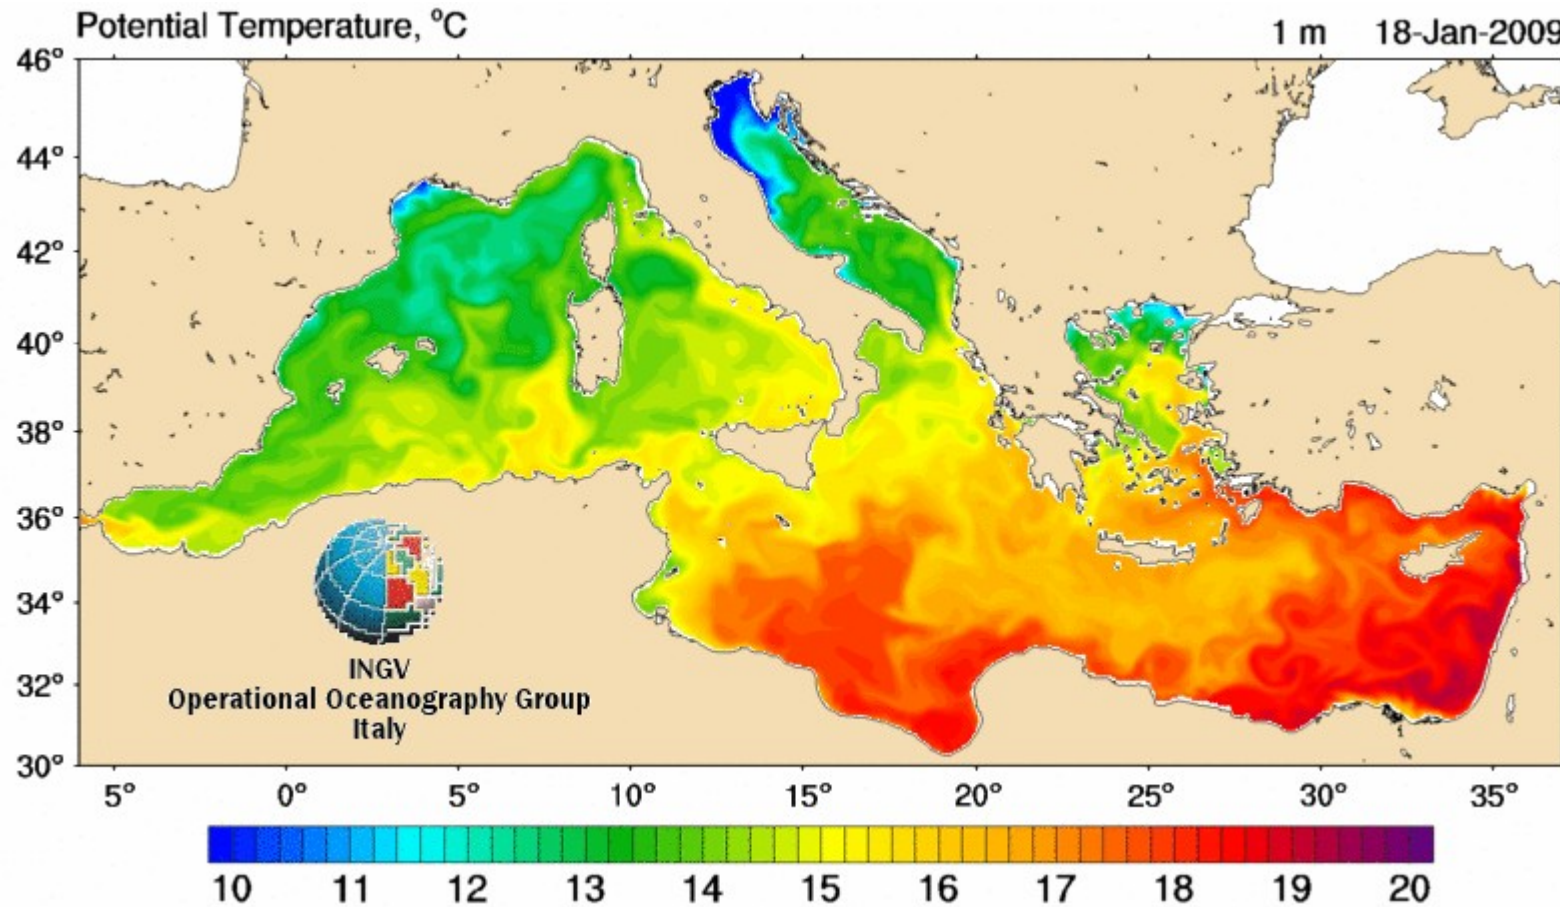 Potential Temperature, °C 1 m 18-Jan-2009
46°
44°
42°
40°
38°
36°
34°
32°
30°
INGV
Operational Oceanography Group
Italy
5° 0° 5° 10° 15° 20° 25° 30° 35°
10 11 12 13 14 15 16 17 18 19 20